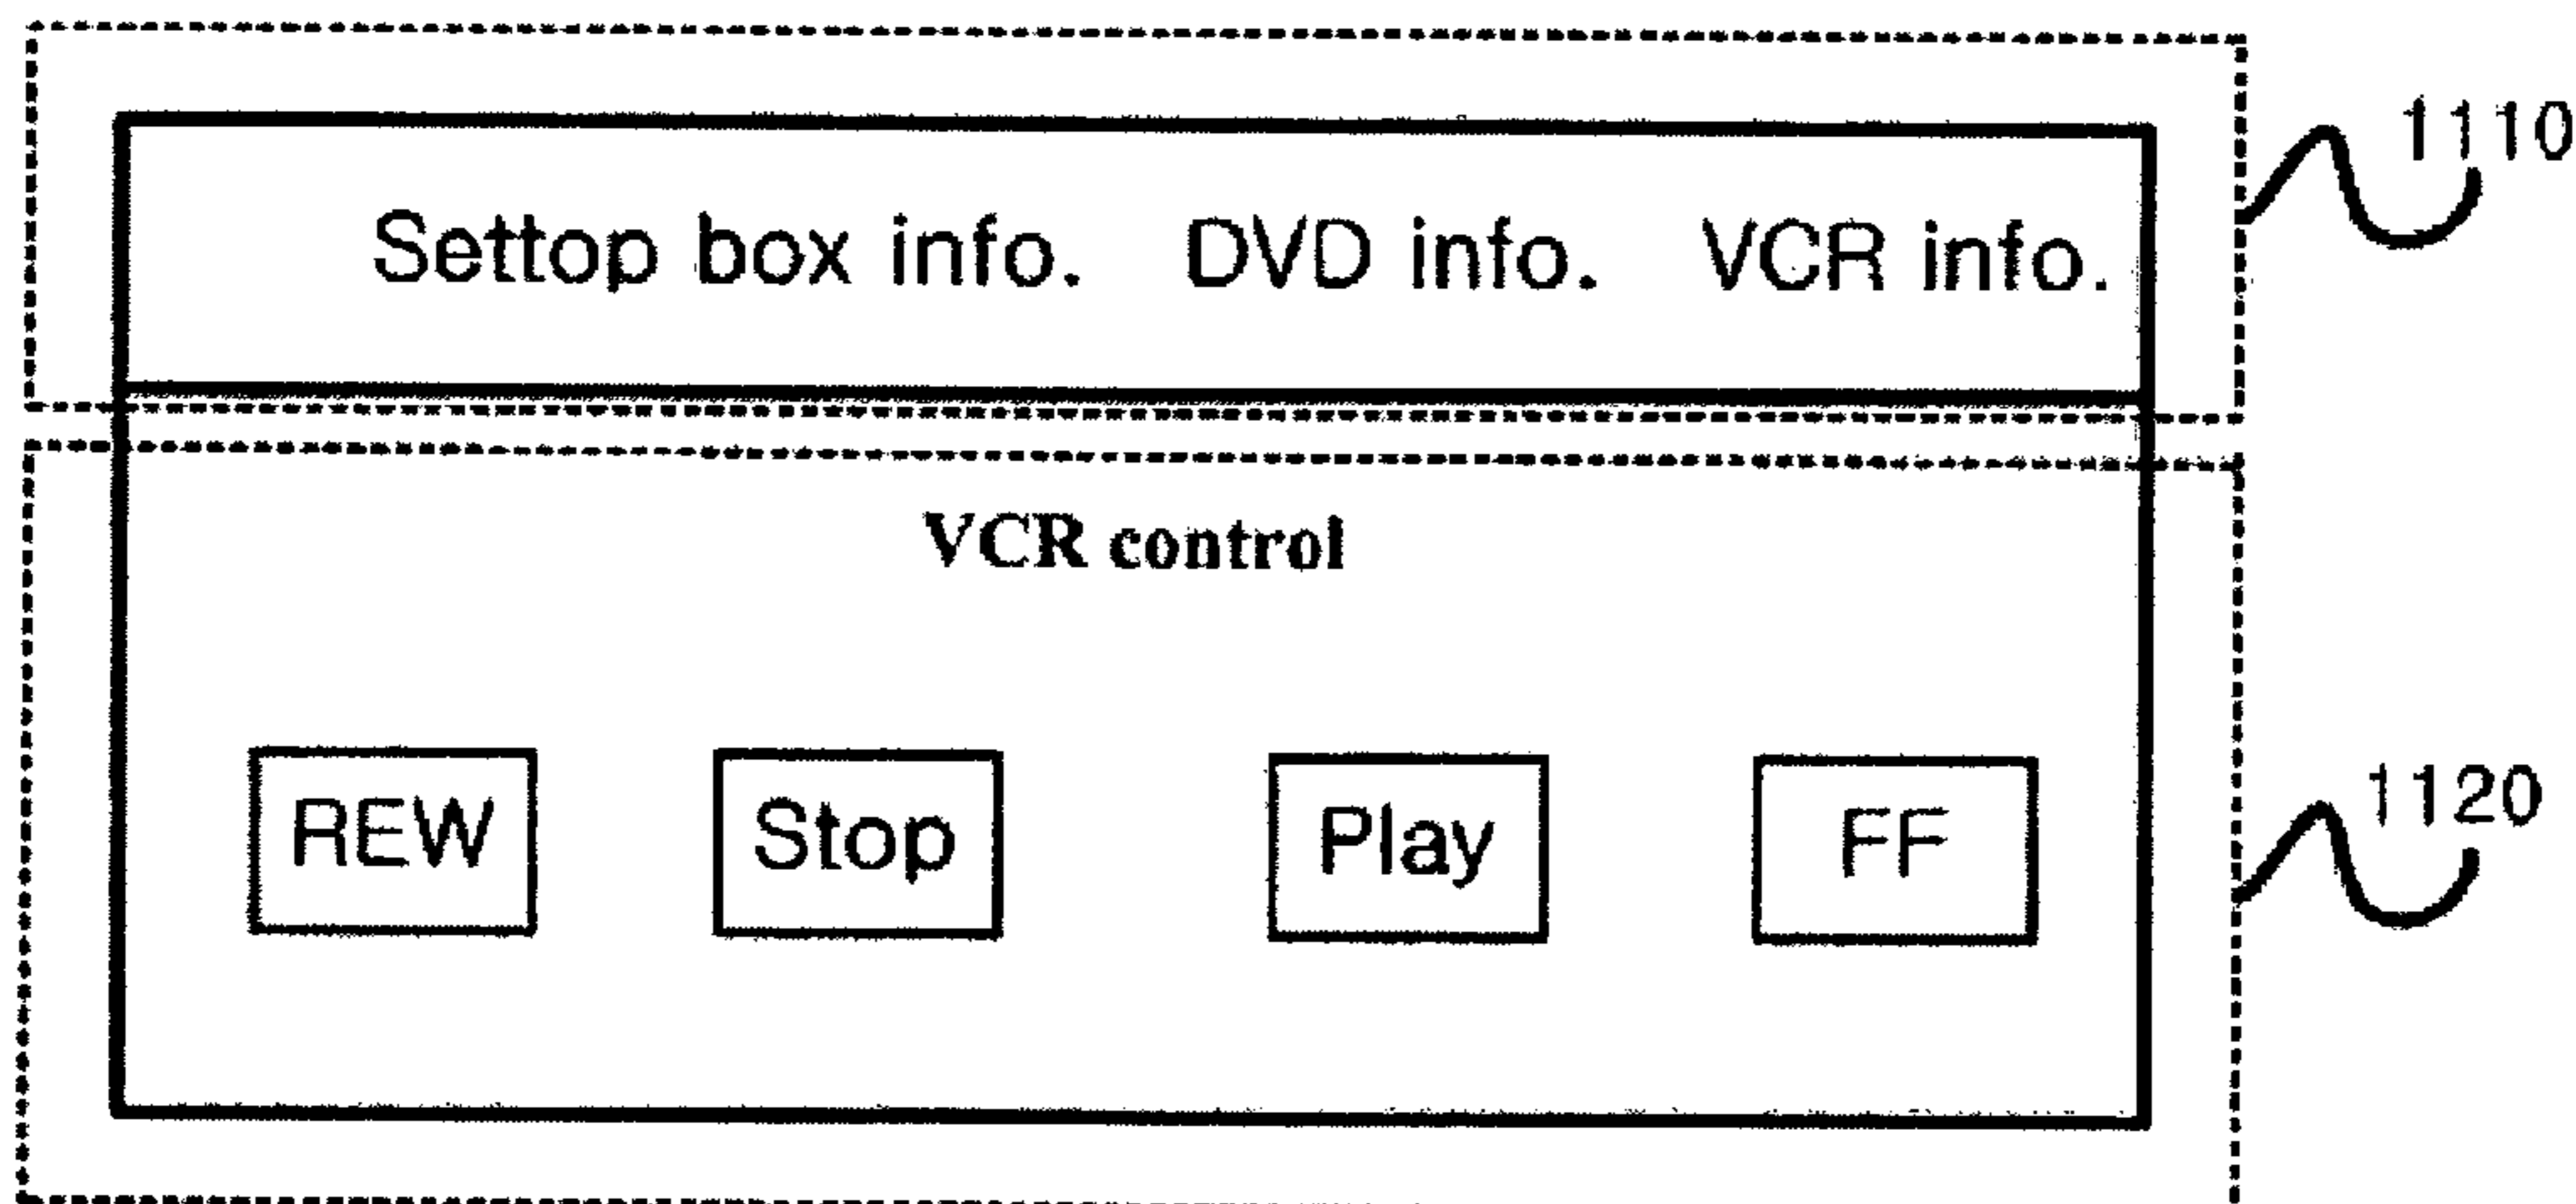 1110
Settop box info. DVD info. VCR info.
VCR control
1120
REW Stop Play FF